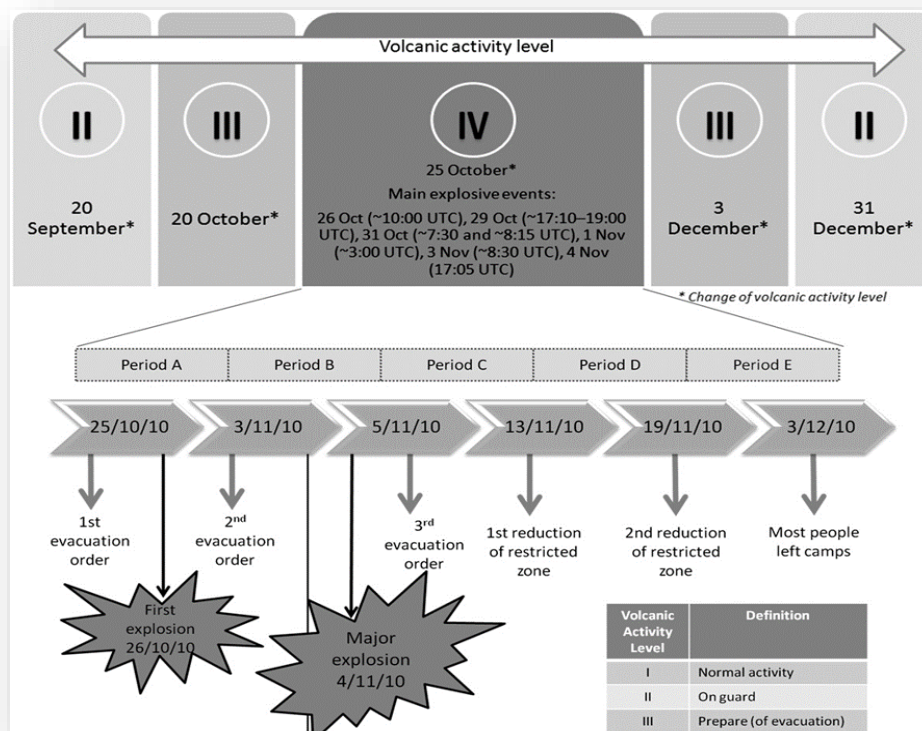 Volcanic activity level
II
III
IV
III
II
20
September*
20 October*
25 October*
Main explosive events:
26 Oct (~10:00 UTC), 29 Oct (~17:10–19:00
UTC), 31 Oct (~7:30 and ~8:15 UTC), 1 Nov
(~3:00 UTC), 3 Nov (~8:30 UTC), 4 Nov
(17:05 UTC)
3
December*
31
December*
* Change of volcanic activity level
Period A
Period B
Period C
Period D
Period E
25/10/10
3/11/10
5/11/10
13/11/10
19/11/10
3/12/10
1st
evacuation
order
2nd
evacuation
order
3rd
evacuation
order
1st reduction
of restricted
zone
2nd reduction
of restricted
zone
Most people
left camps
First
explosion
26/10/10
Major
explosion
4/11/10
Volcanic
Activity
Level
Definition
I
Normal activity
II
On guard
III
Prepare (of evacuation)